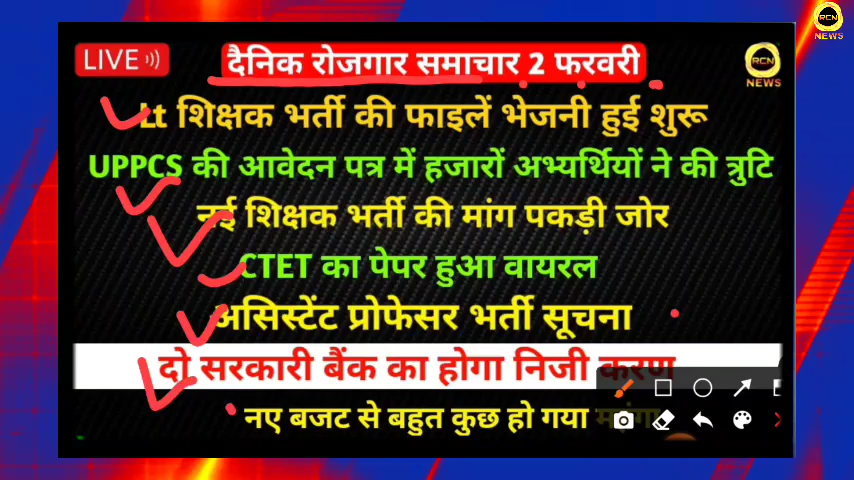 RCN
NEWS
LIVE
दैनिक रोजगार समाचार 2 फरवरी
RCN
NEWS
Lt शिक्षक भर्ती की फाइलें भेजनी हुई शुरू
UPPCS की आवेदन पत्र में हजारों अभ्यर्थियों ने की त्रुटि
नई शिक्षक भर्ती की मांग पकड़ी जोर
CTET का पेपर हुआ वायरल
असिस्टेंट प्रोफेसर भर्ती सूचना
दो सरकारी बैंक का होगा निजी करण
नए बजट से बहुत कुछ हो गया